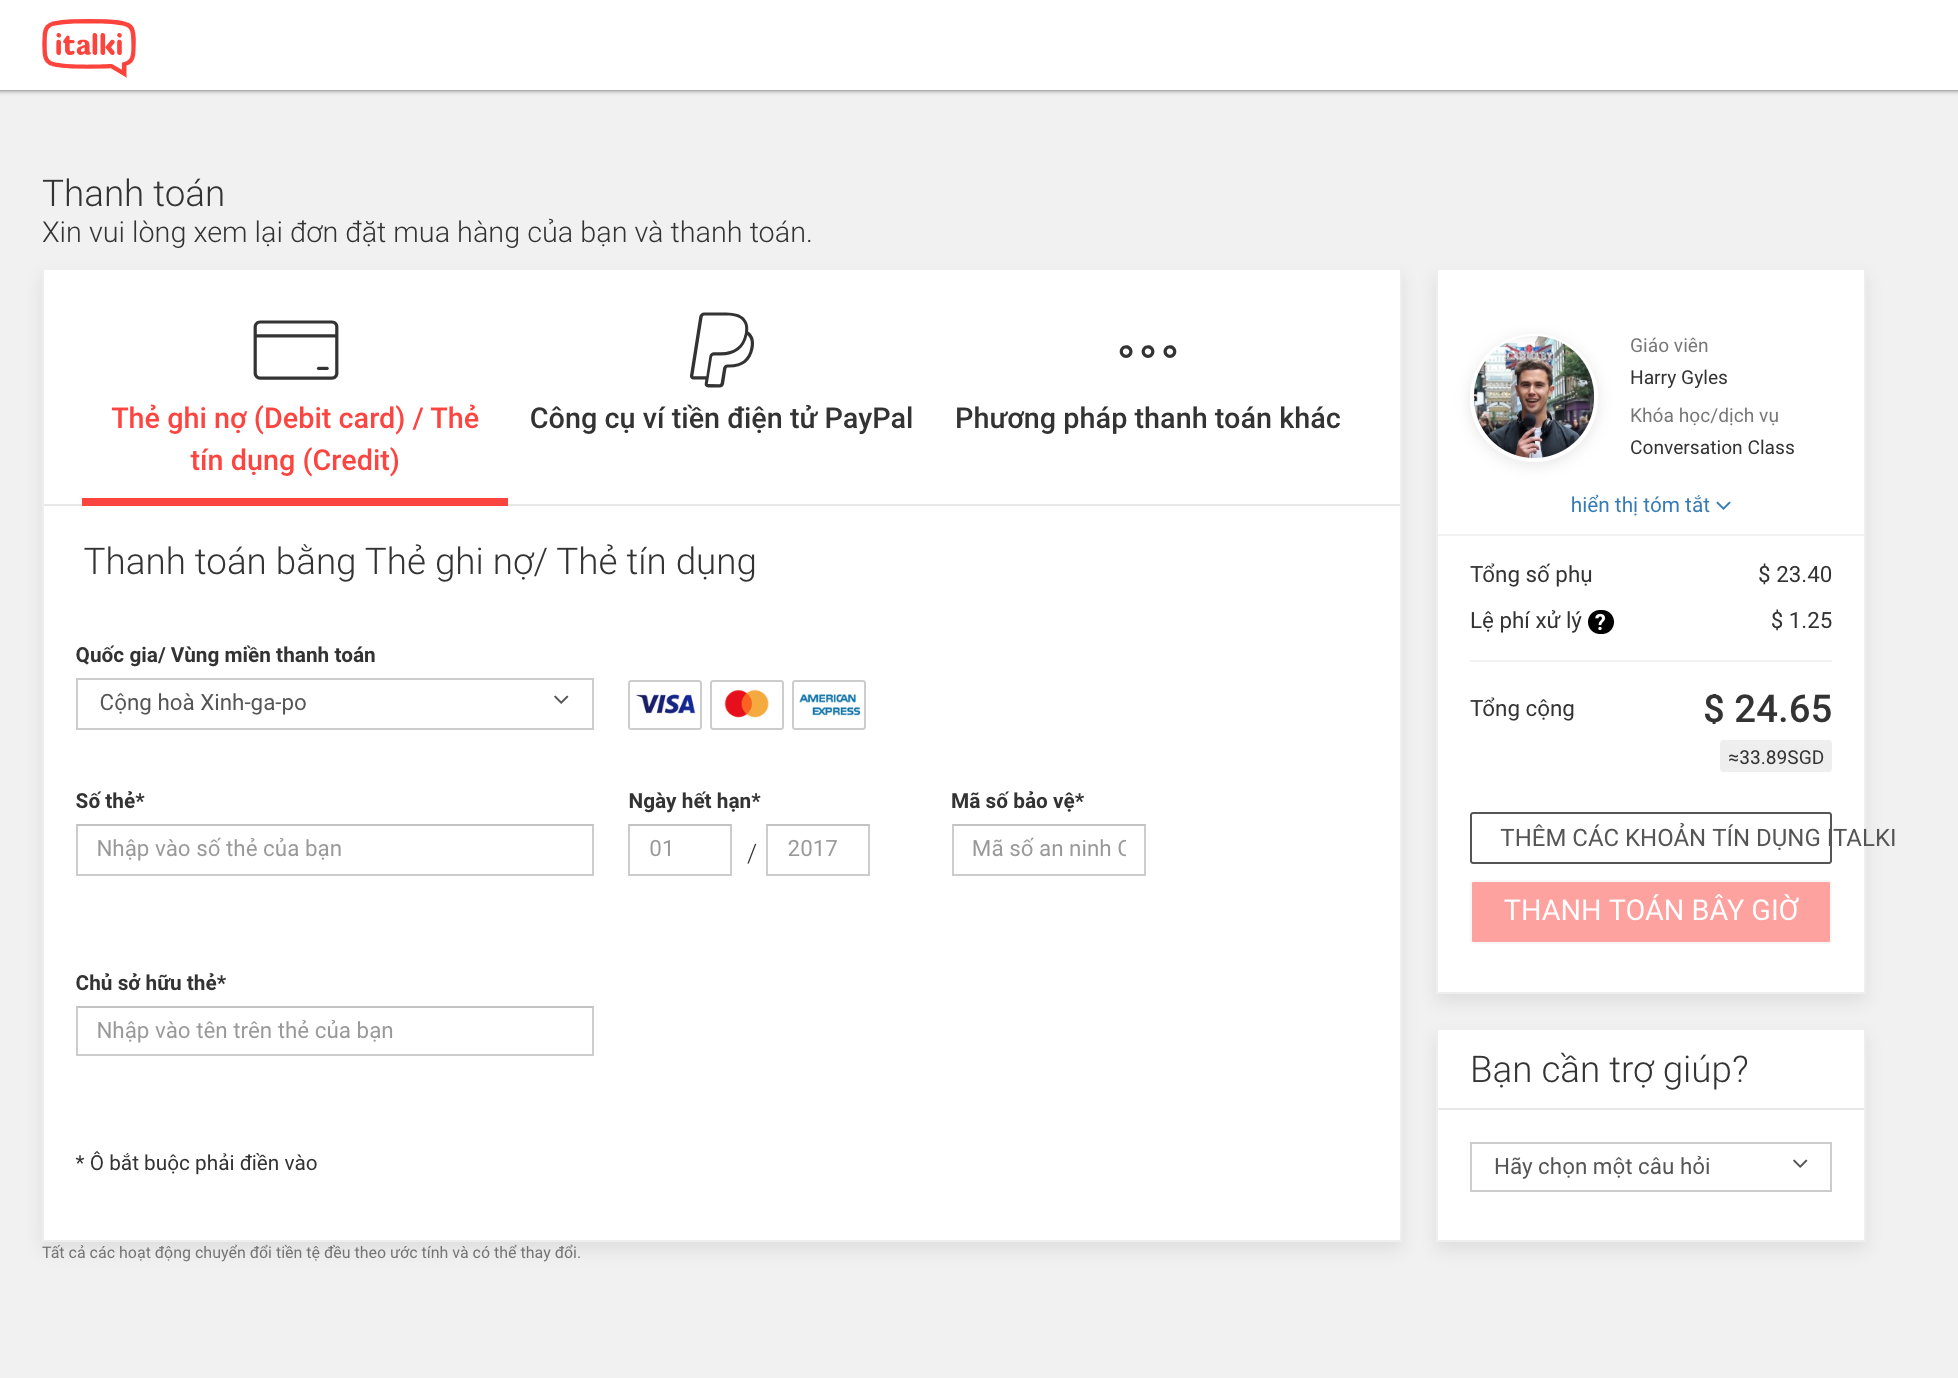 italki
Thanh toán
Xin vui lòng xem lại đơn đặt mua hàng của bạn và thanh toán.
Thẻ ghi nợ (Debit card) / Thẻ
tín dụng (Credit)
Công cụ ví tiền điện tử PayPal
Phương pháp thanh toán khác
Thanh toán bằng Thẻ ghi nợ/ Thẻ tín dụng
Quốc gia/ Vùng miền thanh toán
Cộng hoà Xinh-ga-po
VISA
AMERICAN
EXPRESS
Số thẻ*
Ngày hết hạn*
Mã số bảo vệ*
Nhập vào số thẻ của bạn
01 / 2017
Mã số an ninh C
Chủ sở hữu thẻ*
Nhập vào tên trên thẻ của bạn
* Ô bắt buộc phải điền vào
Tất cả các hoạt động chuyển đổi tiền tệ đều theo ước tính và có thể thay đổi.
Giáo viên
Harry Gyles
Khóa học/dịch vụ
Conversation Class
hiển thị tóm tắt
Tổng số phụ $ 23.40
Lệ phí xử lý ? $ 1.25
Tổng cộng $ 24.65
≈33.89SGD
THÊM CÁC KHOẢN TÍN DỤNG ITALKI
THANH TOÁN BÂY GIỜ
Bạn cần trợ giúp?
Hãy chọn một câu hỏi